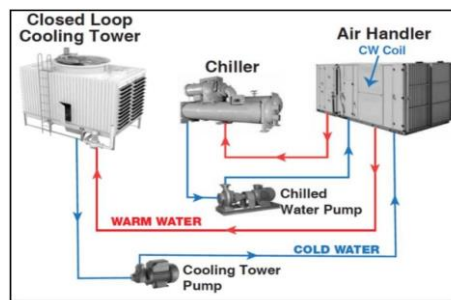 Closed Loop
Cooling Tower
Chiller
Air Handler
CW Coil
Chilled
Water Pump
WARM WATER
COLD WATER
Cooling Tower
Pump